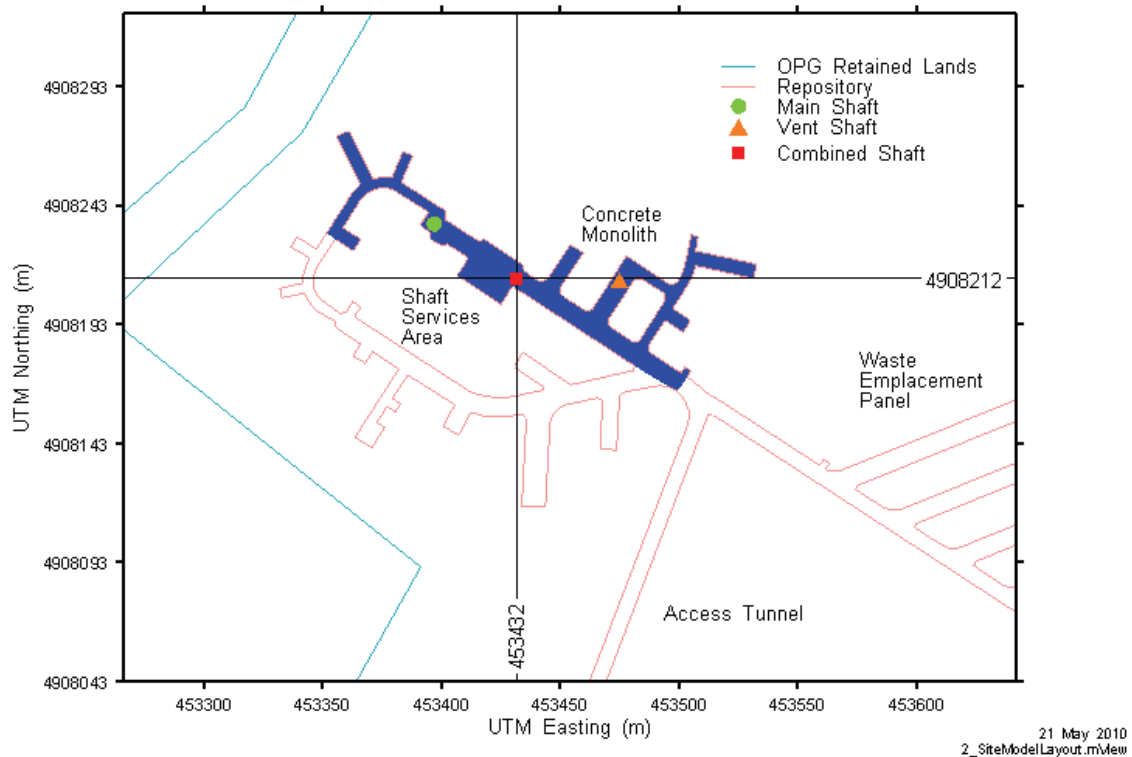 OPG Retained Lands
Repository
Main Shaft
Vent Shaft
Combined Shaft
4908293
4908243
4908193
4908143
4908093
4908043
UTM Northing (m)
Concrete
Monolith
4908212
Shaft
Services
Area
Waste
Emplacement
Panel
Access Tunnel
453432
453300
453350
453400
453450
453500
453550
453600
UTM Easting (m)
21 May 2010
2_SiteModelLayout.mView